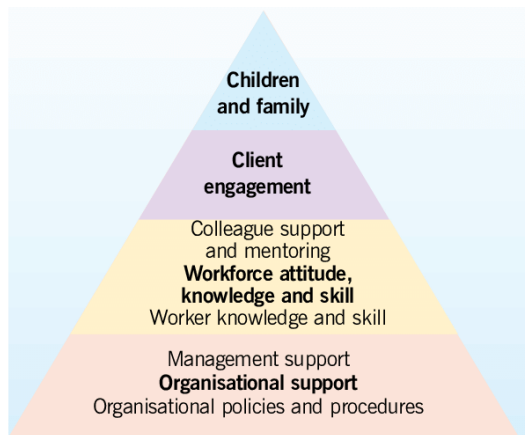 Children
and family
Client
engagement
Colleague support
and mentoring
Workforce attitude,
knowledge and skill
Worker knowledge and skill
Management support
Organisational support
Organisational policies and procedures